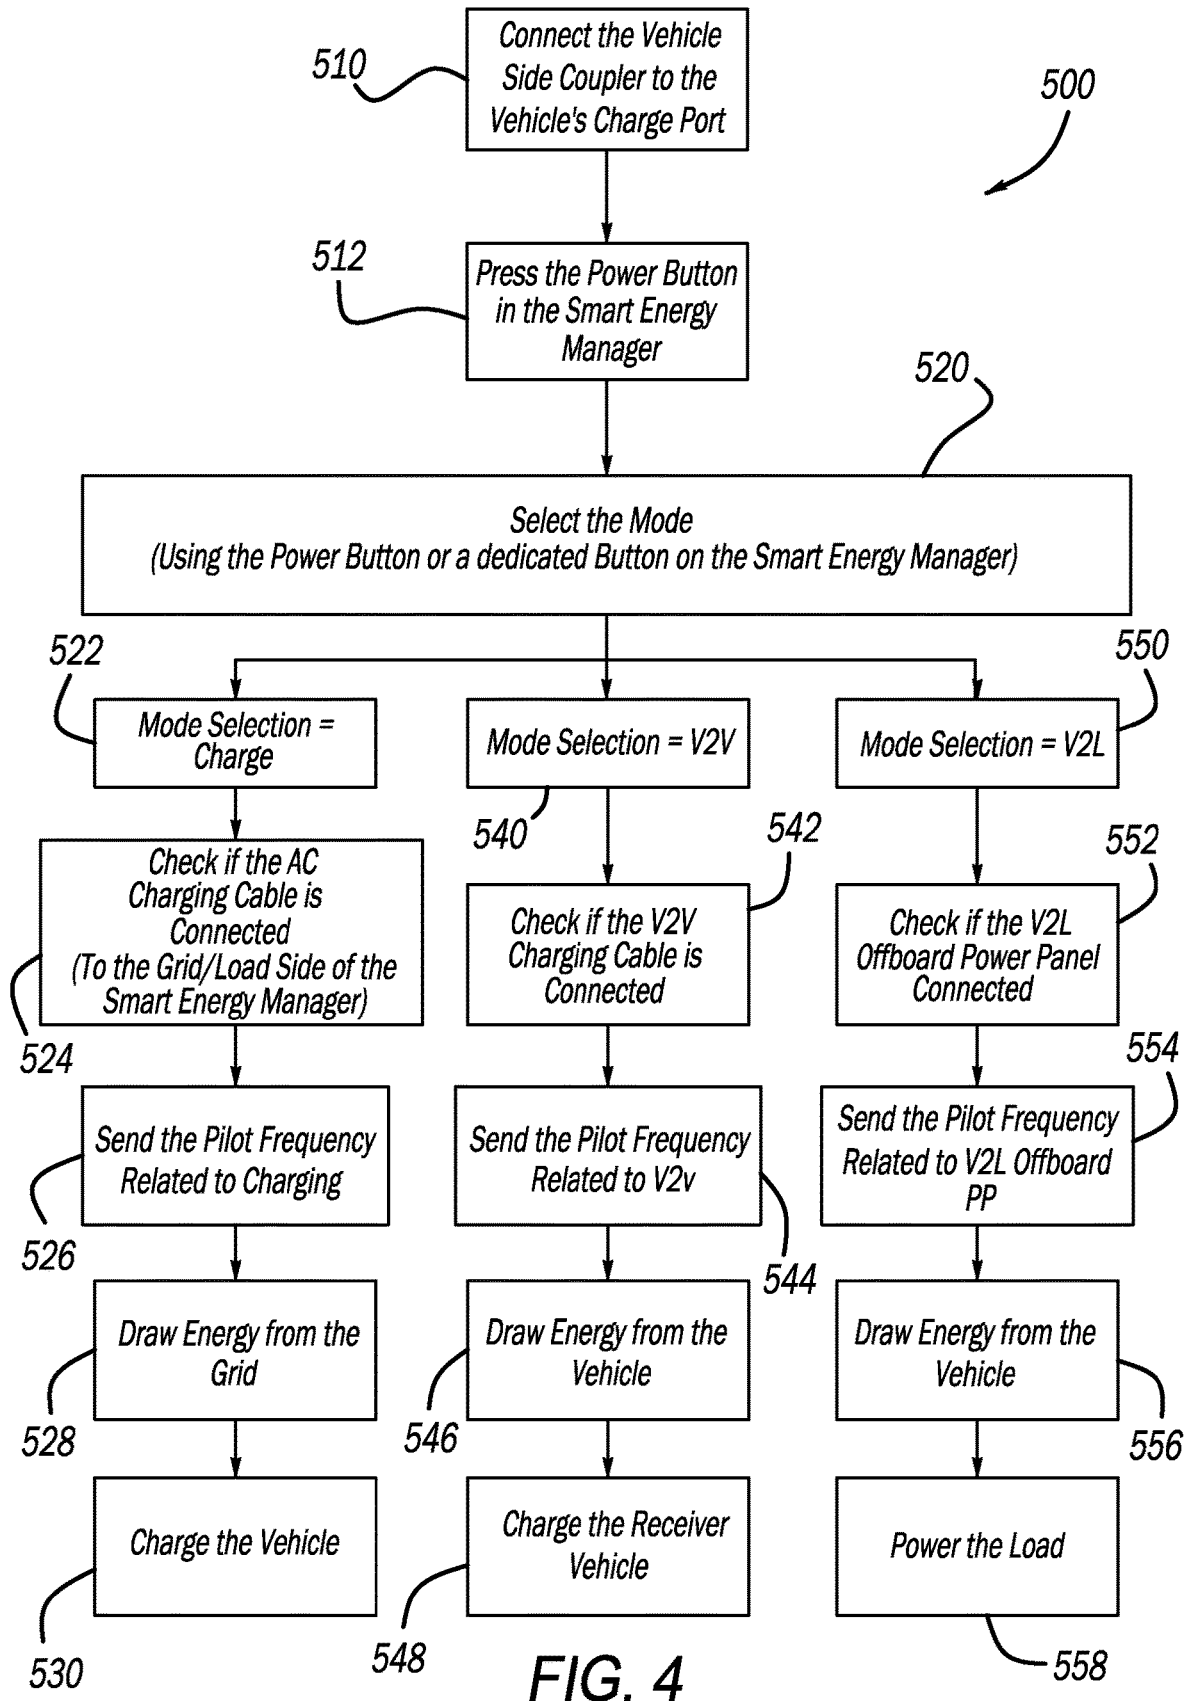 Connect the Vehicle
Side Coupler to the
Vehicle's Charge Port
510
500
512
Press the Power Button
in the Smart Energy
Manager
520
Select the Mode
(Using the Power Button or a dedicated Button on the Smart Energy Manager)
522
550
Mode Selection =
Charge
Mode Selection = V2V
Mode Selection = V2L
540
542
552
Check if the AC
Charging Cable is
Connected
(To the Grid/Load Side of the
Smart Energy Manager)
Check if the V2V
Charging Cable is
Connected
Check if the V2L
Offboard Power Panel
Connected
524
554
Send the Pilot Frequency
Related to Charging
Send the Pilot Frequency
Related to V2v
Send the Pilot Frequency
Related to V2L Offboard
PP
526
544
Draw Energy from the
Grid
Draw Energy from the
Vehicle
Draw Energy from the
Vehicle
528
546
556
Charge the Vehicle
Charge the Receiver
Vehicle
Power the Load
530
548
558
FIG. 4